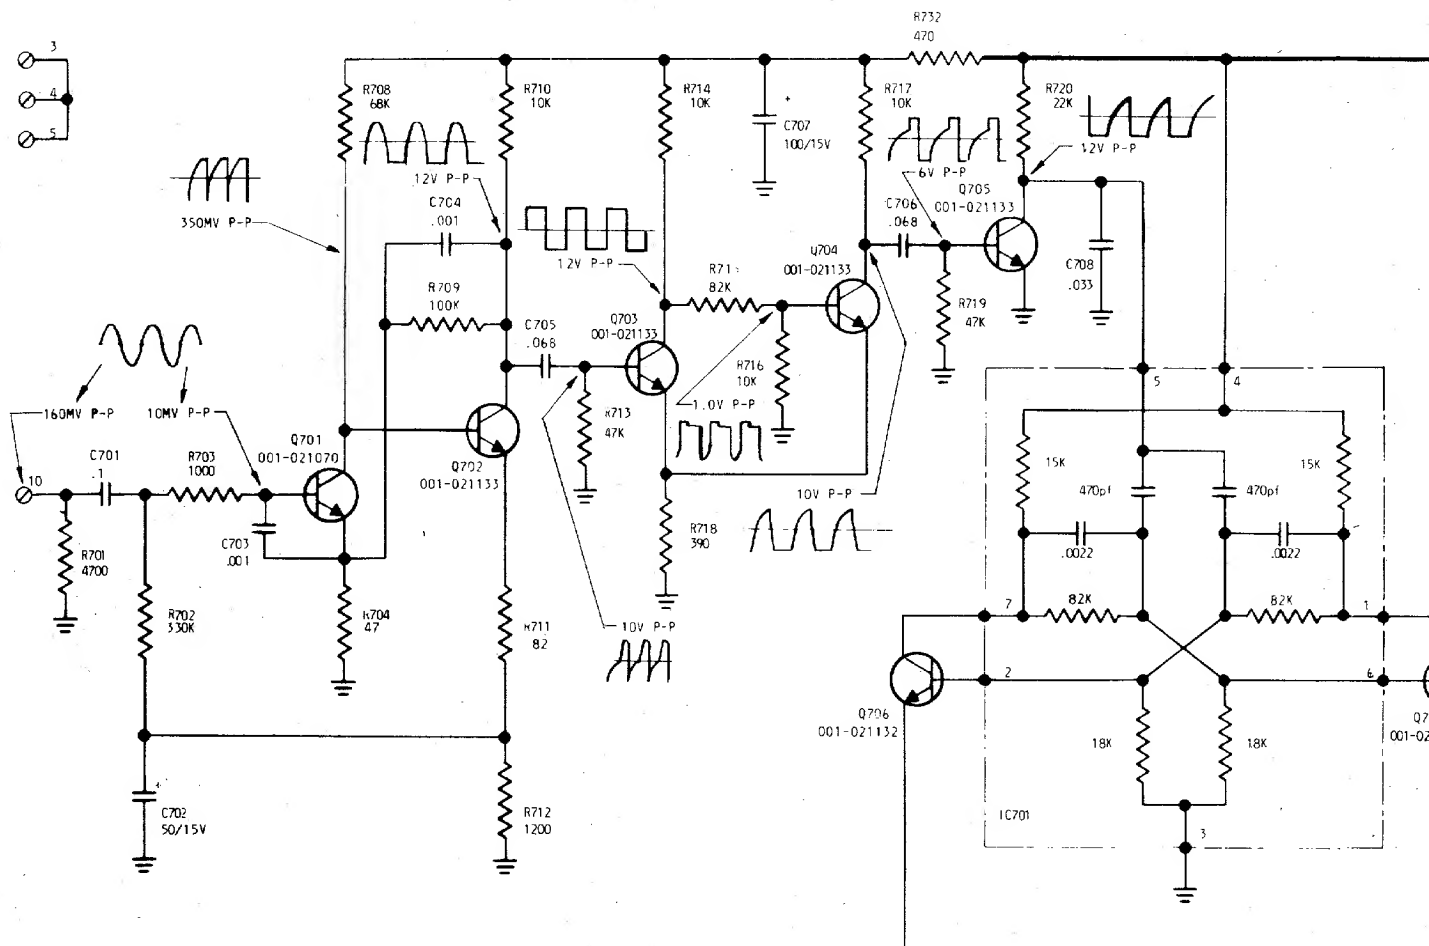 R732
470
3
4
5
R708
68K
R710
10K
R714
10K
+
C707
100/15V
R717
10K
R720
22K
12V P-P
12V P-P
6V P-P
350MV P-P
C704
.001
Q705
001-021133
C706
.068
12V P-P
Q704
001-021133
R709
100K
82K
C708
.033
R719
47K
C705
.068
Q703
001-021133
R716
10K
5
4
160MV P-P
10MV P-P
1.0V P-P
R713
47K
Q701
001-021070
C701
.1
R703
1000
Q702
001-021133
15K
15K
10
470pf
470pf
10V P-P
R718
390
C703
.001
R701
4700
.0022
.0022
R702
330K
R704
47
R711
82
10V P-P
7
82K
82K
1
2
6
Q706
001-021132
18K
18K
+
C702
50/15V
R712
1200
IC701
3